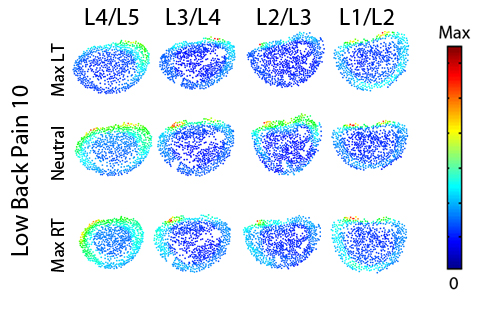 L4/L5 L3/L4 L2/L3 L1/L2
Max
Low Back Pain 10
Max LT
Neutral
Max RT
0